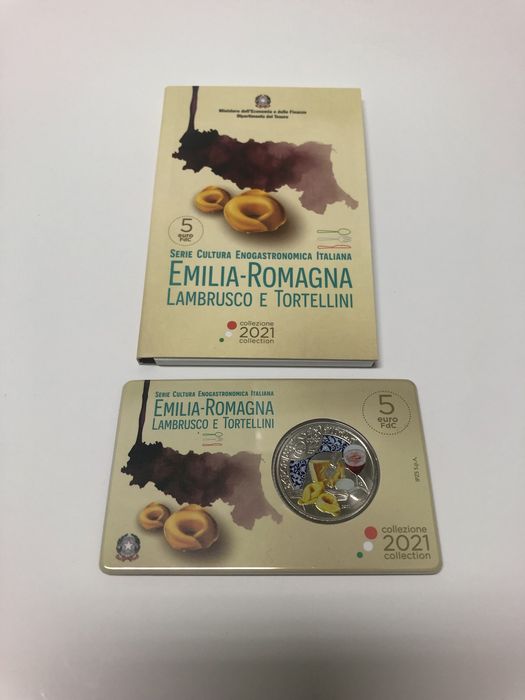 Ministero dell'Economia e delle Finanze
Dipartimento del Tesoro
5
euro
FdC
SERIE CULTURA ENOGASTRONOMICA ITALIANA
EMILIA-ROMAGNA
LAMBRUSCO E TORTELLINI
collezione
2021
collection
SERIE CULTURA ENOGASTRONOMICA ITALIANA
EMILIA-ROMAGNA
LAMBRUSCO E TORTELLINI
5
euro
FdC
IPZS S.p.A.
collezione
2021
collection